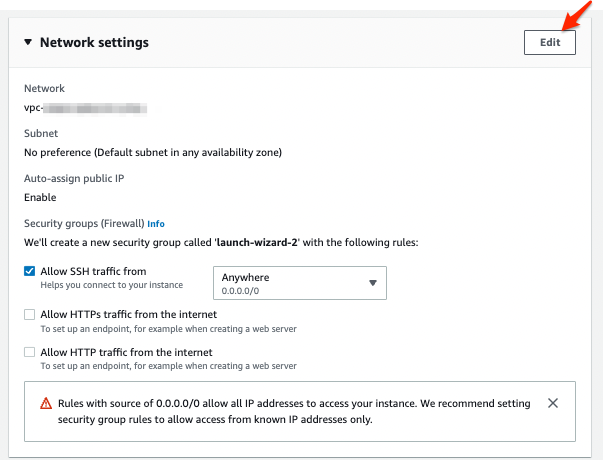 Network settings
Edit
Network
vpc-
Subnet
No preference (Default subnet in any availability zone)
Auto-assign public IP
Enable
Security groups (Firewall) Info
We'll create a new security group called 'launch-wizard-2' with the following rules:
Allow SSH traffic from
Helps you connect to your instance
Anywhere
0.0.0.0/0
Allow HTTPs traffic from the internet
To set up an endpoint, for example when creating a web server
Allow HTTP traffic from the internet
To set up an endpoint, for example when creating a web server
Rules with source of 0.0.0.0/0 allow all IP addresses to access your instance. We recommend setting
security group rules to allow access from known IP addresses only.